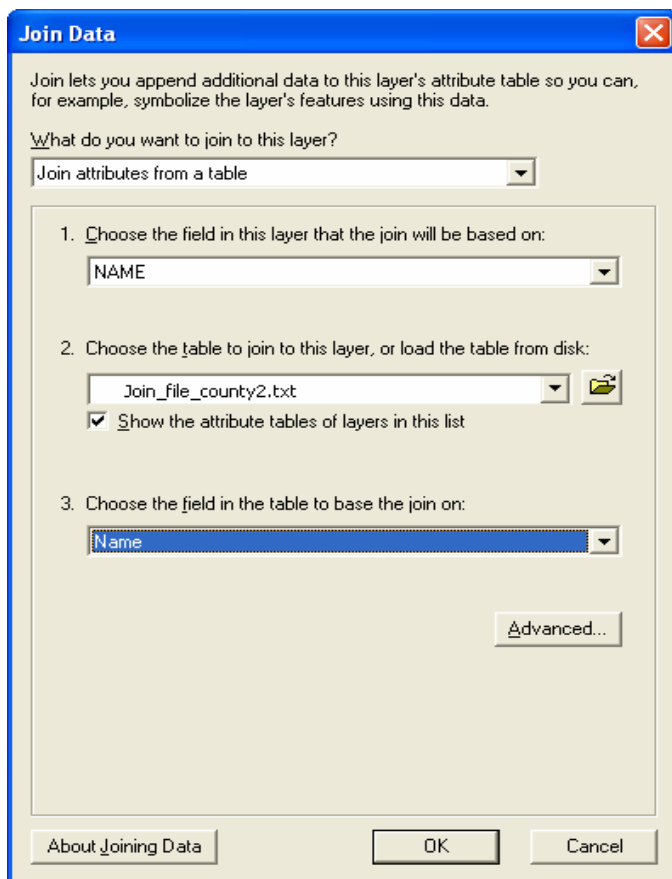 Join Data
Join lets you append additional data to this layer's attribute table so you can,
for example, symbolize the layer's features using this data.
What do you want to join to this layer?
Join attributes from a table
1. Choose the field in this layer that the join will be based on:
NAME
2. Choose the table to join to this layer, or load the table from disk:
Join_file_county2.txt
Show the attribute tables of layers in this list
3. Choose the field in the table to base the join on:
Name
Advanced...
About Joining Data
OK
Cancel